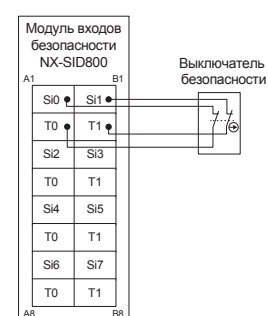 Модуль входов
безопасности
NX-SID800
Выключатель
безопасности
A1 B1
Si0 Si1
T0 T1
Si2 Si3
T0 T1
Si4 Si5
T0 T1
Si6 Si7
T0 T1
A8 B8